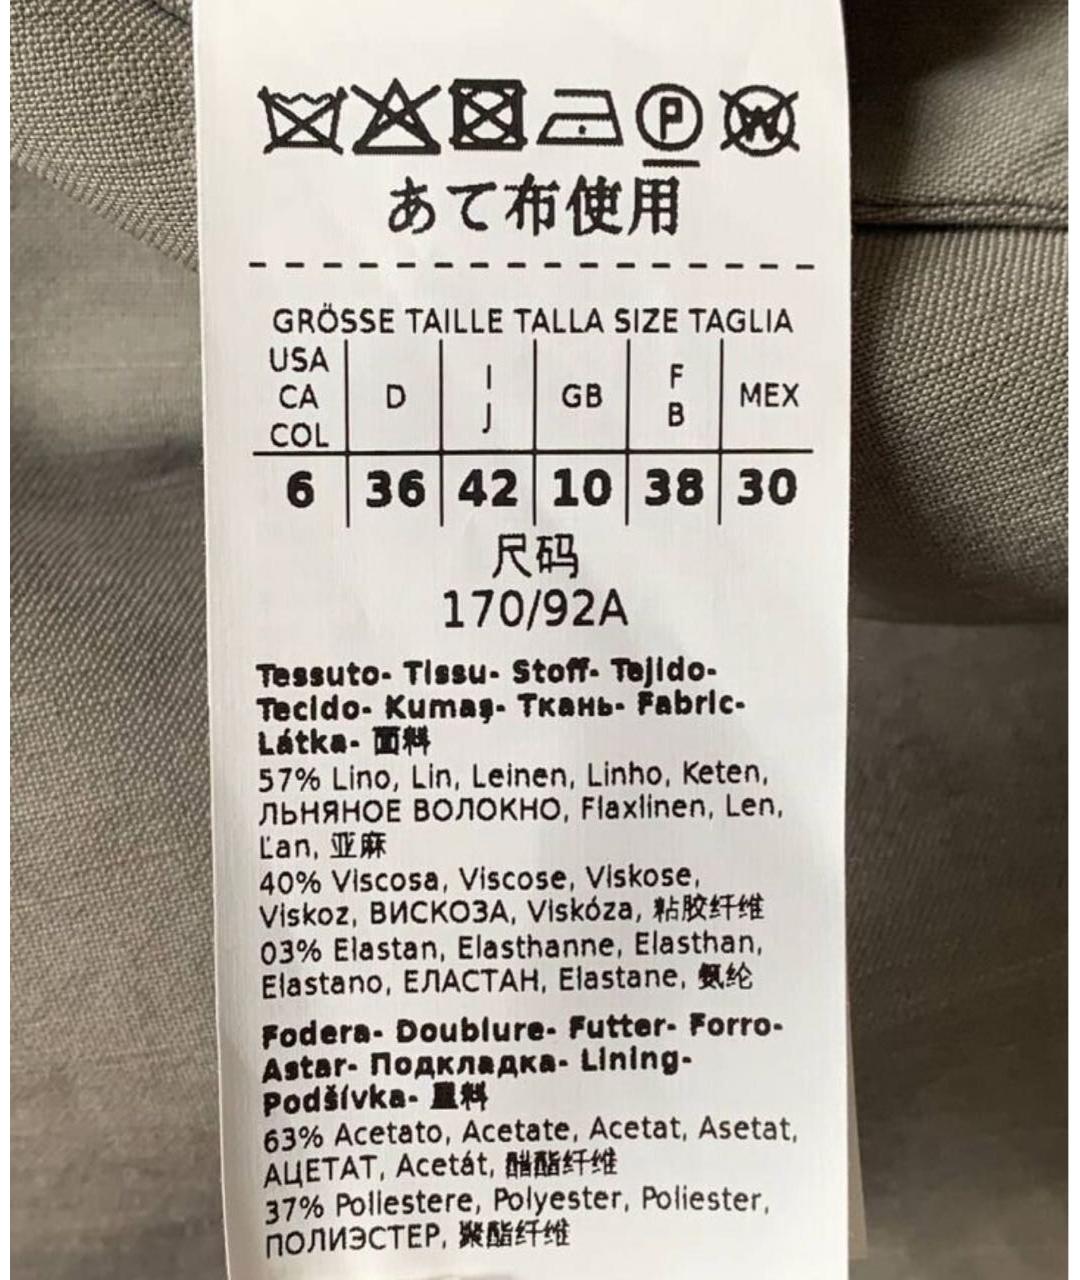 P W
あて布使用
GRÖSSE TAILLE TALLA SIZE TAGLIA
USA CA COL D I J GB F B MEX
6 36 42 10 38 30
尺码
170/92A
Tessuto- Tissu- Stoff- Tejido-
Tecido- Kumaş- Ткань- Fabric-
Látka- 面料
57% Lino, Lin, Leinen, Linho, Keten,
ЛЬНЯНОЕ ВОЛОКНО, Flaxlinen, Len,
Ľan, 亚麻
40% Viscosa, Viscose, Viskose,
Viskoz, ВИСКОЗА, Viskóza, 粘胶纤维
03% Elastan, Elasthanne, Elasthan,
Elastano, ЕЛАСТАН, Elastane, 氨纶
Fodera- Doublure- Futter- Forro-
Astar- Подкладка- Lining-
Podšívka- 里料
63% Acetato, Acetate, Acetat, Asetat,
АЦЕТАТ, Acetát, 醋酯纤维
37% Poliestere, Polyester, Poliester,
ПОЛИЭСТЕР, 聚酯纤维